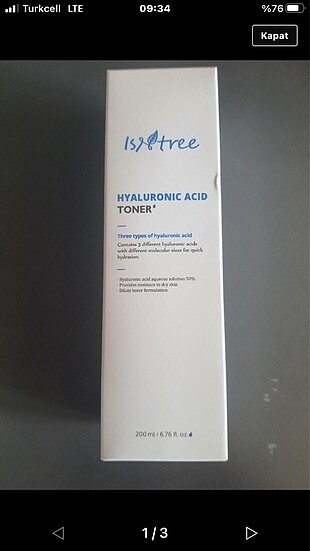 Turkcell LTE
09:34
%76
Kapat
IsNtree
HYALURONIC ACID
TONER
Three types of hyaluronic acid
Contains 3 different hyaluronic acids
with different molecular sizes for quick
hydration.
· Hyaluronic acid aqueous solution 50%
· Provides moisture to dry skin
· Dilute toner formulation
200 ml / 6.76 fl. oz.
1/3